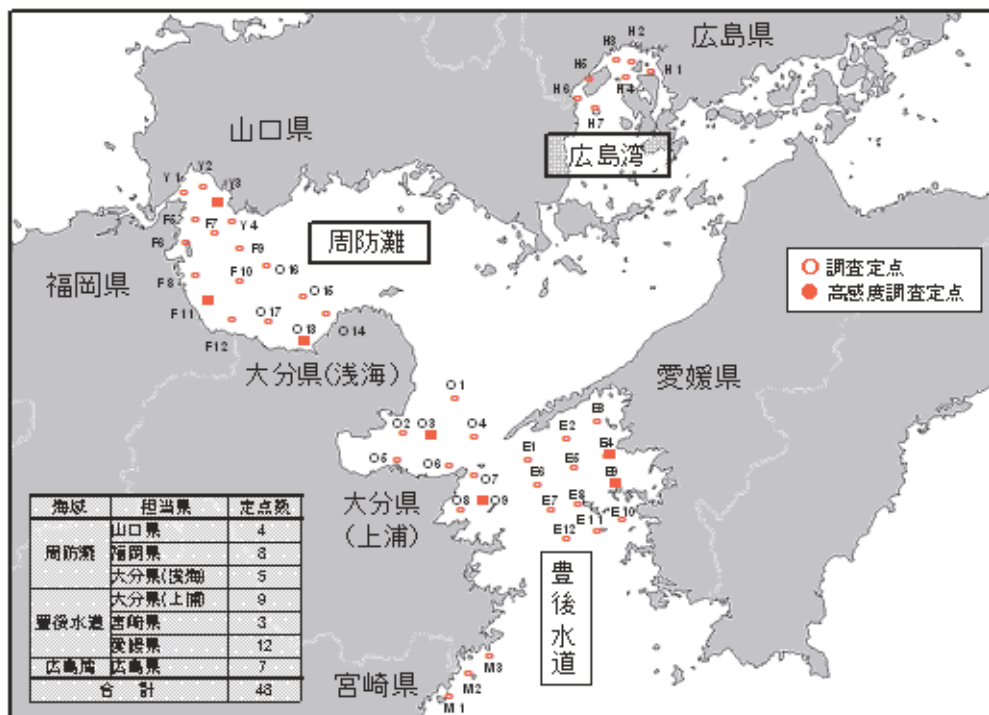 広島県
H2
H3
H1
H5
H4
H6
H7
山口県
広島湾
Y2
Y1
Y3
F5
F7
Y4
周防灘
F6
F9
福岡県
F8
F10
O16
O15
F11
O17
O13
O14
F12
調査定点
高感度調査定点
大分県(浅海)
愛媛県
O1
E3
O2
O3
O4
E2
E1
E4
O5
O6
E5
O7
E6
E9
大分県
(上浦)
O8
O9
E7
E8
E10
E11
E12
豊後水道
海域 担当県 定点数
周防灘 山口県 4
福岡県 8
大分県(浅海) 5
豊後水道 大分県(上浦) 9
宮崎県 3
愛媛県 12
広島湾 広島県 7
合 計 48
宮崎県
M3
M2
M1